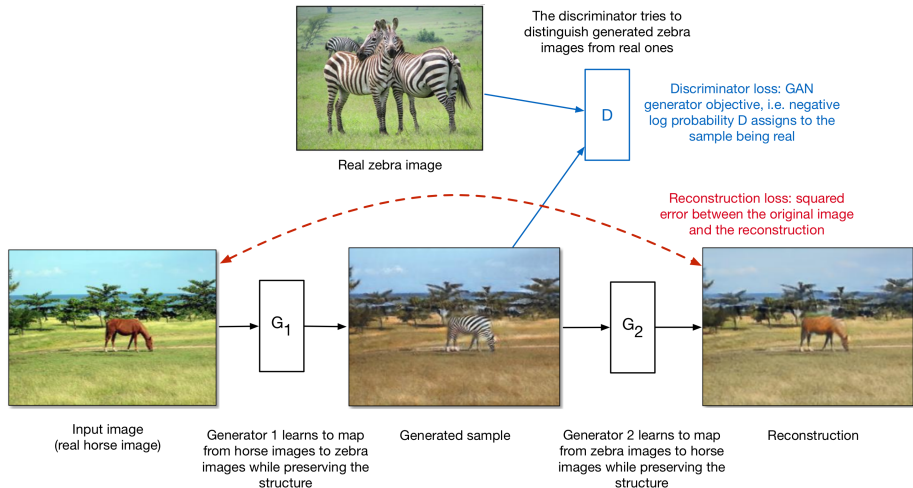 The discriminator tries to
distinguish generated zebra
images from real ones
D
Discriminator loss: GAN
generator objective, i.e. negative
log probability D assigns to the
sample being real
Real zebra image
Reconstruction loss: squared
error between the original image
and the reconstruction
G1
G2
Input image
(real horse image)
Generator 1 learns to map
from horse images to zebra
images while preserving the
structure
Generated sample
Generator 2 learns to map
from zebra images to horse
images while preserving the
structure
Reconstruction